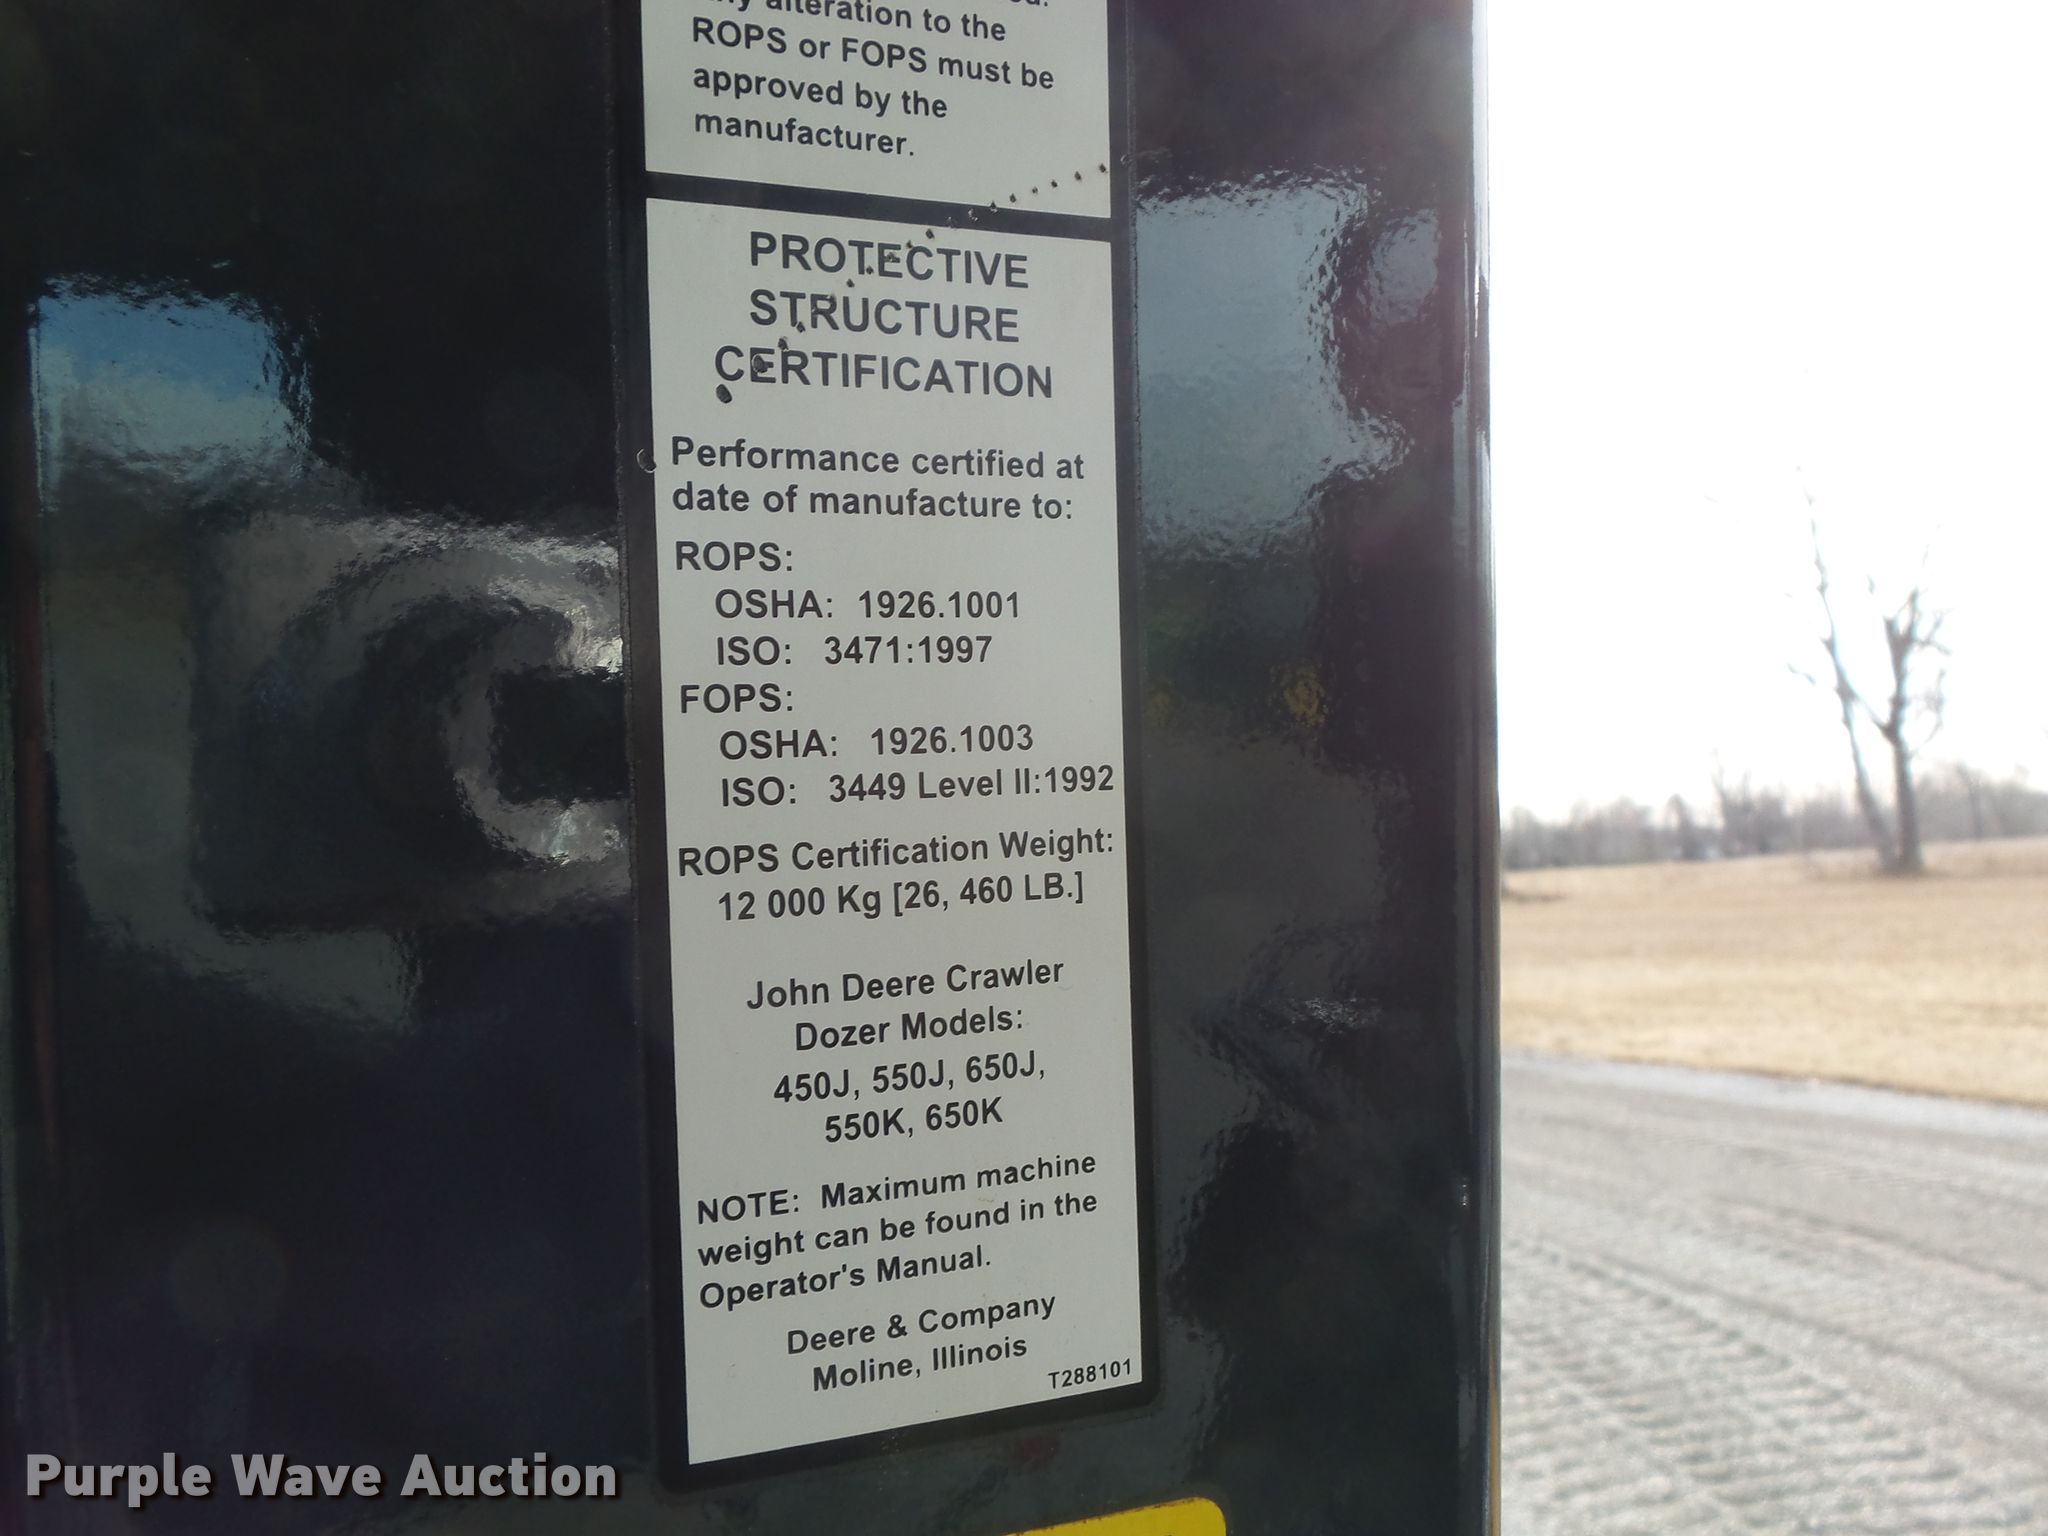 alteration to the
ROPS or FOPS must be
approved by the
manufacturer.
PROTECTIVE
STRUCTURE
CERTIFICATION
Performance certified at
date of manufacture to:
ROPS:
OSHA: 1926.1001
ISO: 3471:1997
FOPS:
OSHA: 1926.1003
ISO: 3449 Level II:1992
ROPS Certification Weight:
12 000 Kg [26, 460 LB.]
John Deere Crawler
Dozer Models:
450J, 550J, 650J,
550K, 650K
NOTE: Maximum machine
weight can be found in the
Operator's Manual.
Deere & Company
Moline, Illinois
T288101
Purple Wave Auction